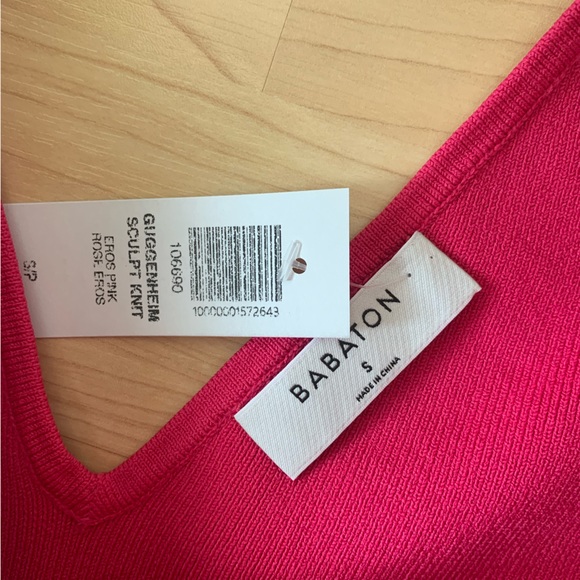 GUGGENHEIM
SCULPT KNIT
EROS PINK
ROSE EROS
S/P
106690
10000001572643
BABATON
S
MADE IN CHINA